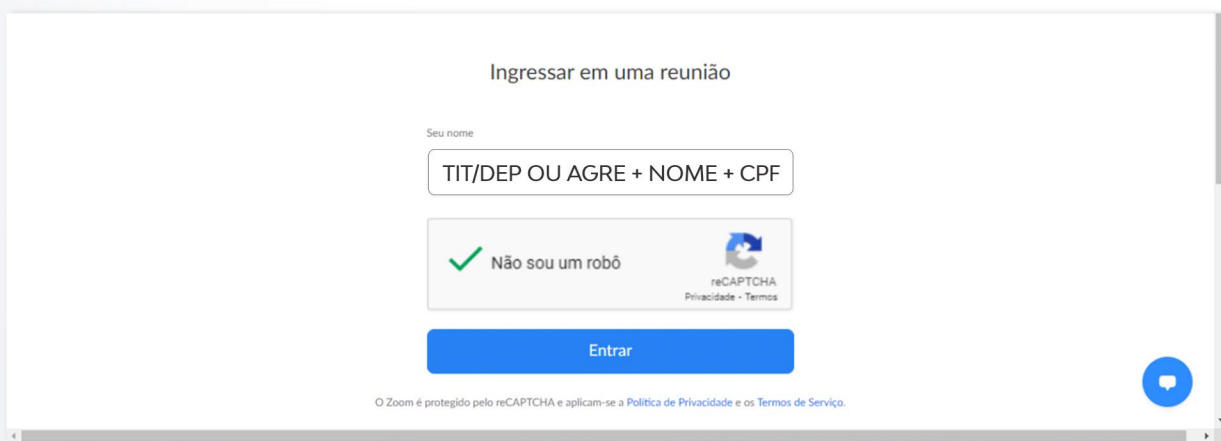 Ingressar em uma reunião
Seu nome
TIT/DEP OU AGRE + NOME + CPF
Não sou um robô
reCAPTCHA
Privacidade - Termos
Entrar
O Zoom é protegido pelo reCAPTCHA e aplicam-se a Política de Privacidade e os Termos de Serviço.